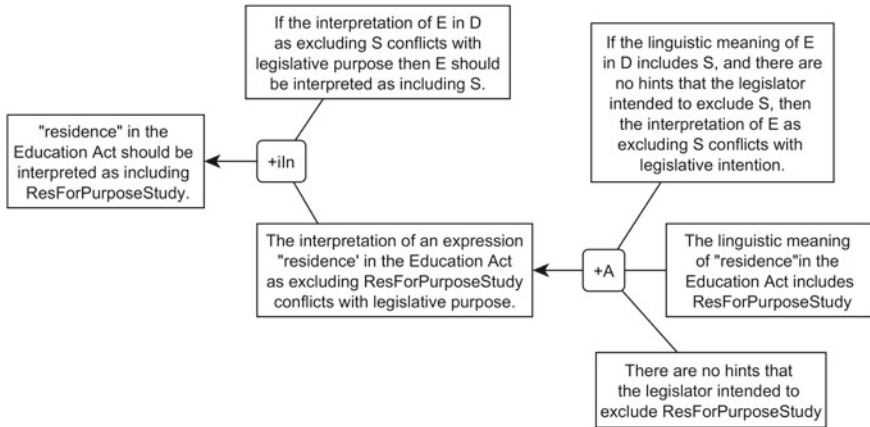 If the interpretation of E in D
as excluding S conflicts with
legislative purpose then E should
be interpreted as including S.
If the linguistic meaning of E
in D includes S, and there are
no hints that the legislator
intended to exclude S, then
the interpretation of E as
excluding S conflicts with
legislative intention.
"residence" in the
Education Act should be
interpreted as including
ResForPurposeStudy.
+iIn
The interpretation of an expression
"residence' in the Education Act
as excluding ResForPurposeStudy
conflicts with legislative purpose.
+A
The linguistic meaning
of "residence"in the
Education Act includes
ResForPurposeStudy
There are no hints that
the legislator intended to
exclude ResForPurposeStudy